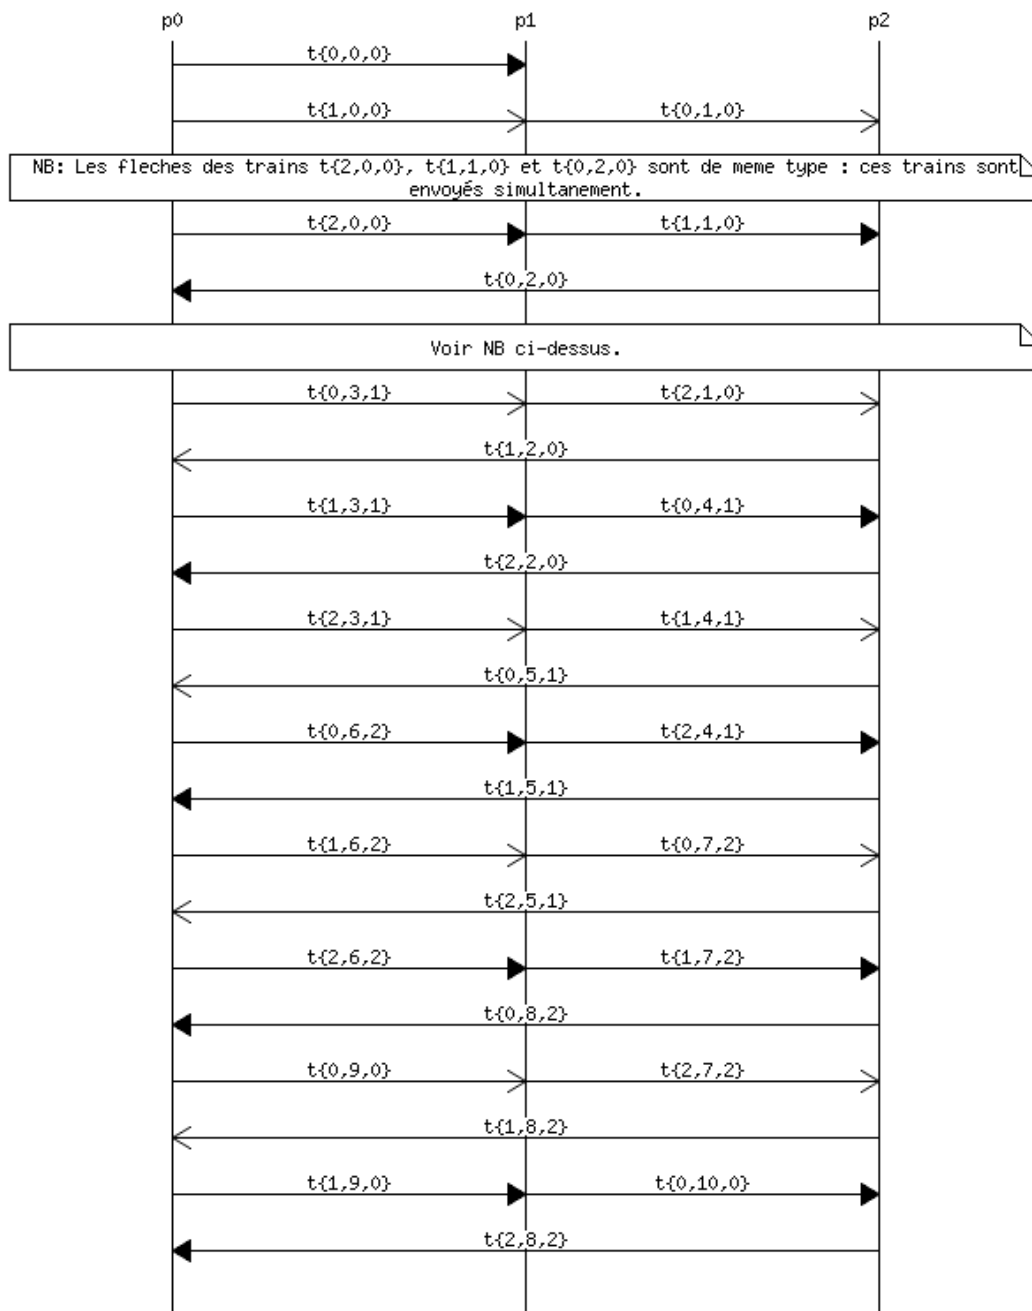 p0 p1 p2
t{0,0,0}
t{1,0,0} t{0,1,0}
NB: Les fleches des trains t{2,0,0}, t{1,1,0} et t{0,2,0} sont de meme type : ces trains sont
envoyés simultanement.
t{2,0,0} t{1,1,0}
t{0,2,0}
Voir NB ci-dessus.
t{0,3,1} t{2,1,0}
t{1,2,0}
t{1,3,1} t{0,4,1}
t{2,2,0}
t{2,3,1} t{1,4,1}
t{0,5,1}
t{0,6,2} t{2,4,1}
t{1,5,1}
t{1,6,2} t{0,7,2}
t{2,5,1}
t{2,6,2} t{1,7,2}
t{0,8,2}
t{0,9,0} t{2,7,2}
t{1,8,2}
t{1,9,0} t{0,10,0}
t{2,8,2}